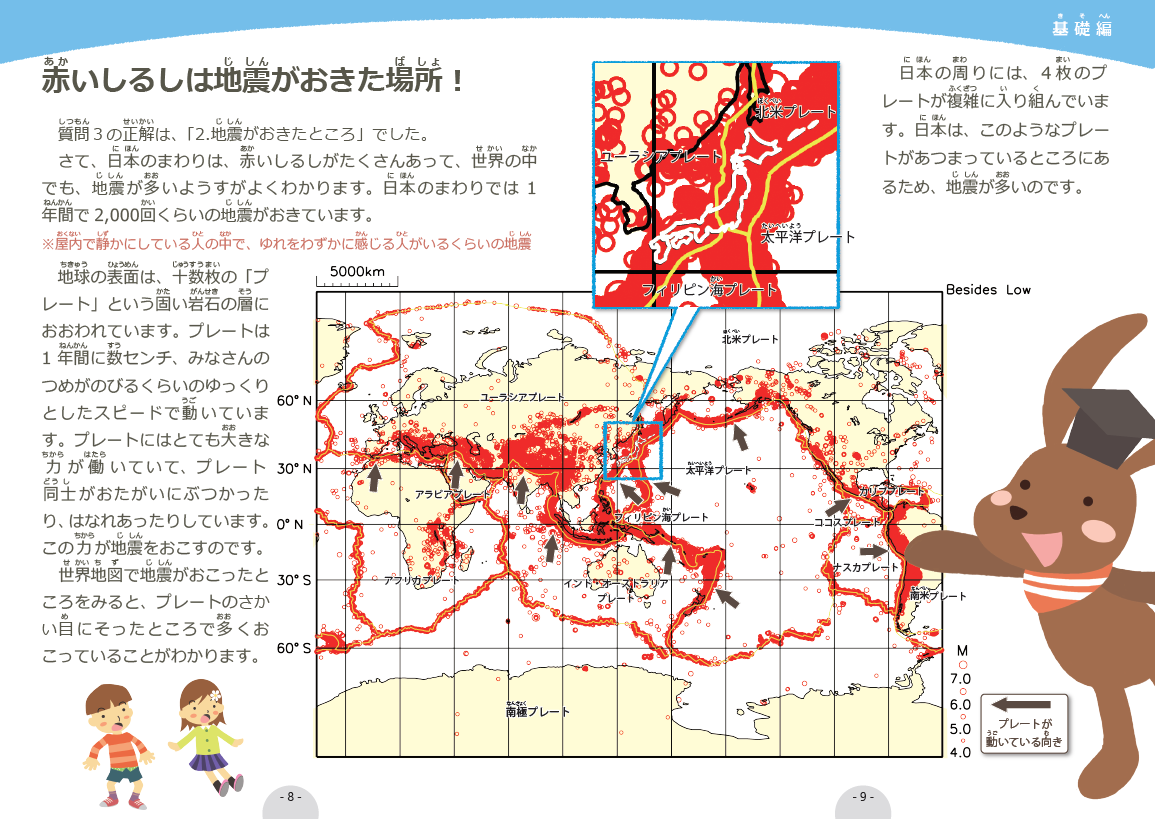 基礎編
赤いしるしは地震がおきた場所！
質問３の正解は、「2.地震がおきたところ」でした。
さて、日本のまわりは、赤いしるしがたくさんあって、世界の中
でも、地震が多いようすがよくわかります。日本のまわりでは 1
年間で 2,000回くらいの地震がおきています。
※屋内で静かにしている人の中で、ゆれをわずかに感じる人がいるくらいの地震
地球の表面は、十数枚の「プ
レート」という固い岩石の層に
おおわれています。プレートは
1 年間に数センチ、みなさんの
つめがのびるくらいのゆっくり
としたスピードで動いていま
す。プレートにはとても大きな
力が働いていて、プレート
同士がおたがいにぶつかった
り、はなれあったりしています。
この力が地震をおこすのです。
世界地図で地震がおこったと
ころをみると、プレートのさか
い目にそったところで多くお
こっていることがわかります。
日本の周りには、４枚のプ
レートが複雑に入り組んでいま
す。日本は、このようなプレー
トがあつまっているところにあ
るため、地震が多いのです。
北米プレート
ユーラシアプレート
太平洋プレート
フィリピン海プレート
5000km
Besides Low
北米プレート
ユーラシアプレート
太平洋プレート
アラビアプレート
カリブプレート
フィリピン海プレート
ココスプレート
アフリカプレート
インド・オーストラリア
プレート
ナスカプレート
南米プレート
南極プレート
60° N
30° N
0° N
30° S
60° S
M
7.0
6.0
5.0
4.0
プレートが
動いている向き
- 8 -
- 9 -